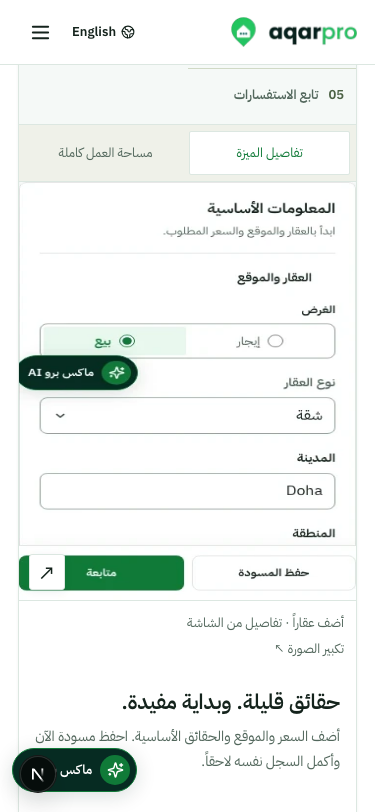 English
aqarpro
05 تابع الاستفسارات
تفاصيل الميزة
مساحة العمل كاملة
المعلومات الأساسية
ابدأ بالعقار والموقع والسعر المطلوب.
العقار والموقع
الغرض
إيجار
بيع
ماكس برو AI
نوع العقار
شقة
المدينة
Doha
المنطقة
حفظ المسودة
متابعة
أضف عقاراً · تفاصيل من الشاشة
تكبير الصورة ↖
حقائق قليلة. وبداية مفيدة.
أضف السعر والموقع والحقائق الأساسية. احفظ مسودة الآن
وأكمل السجل نفسه لاحقاً.
ماكس
N